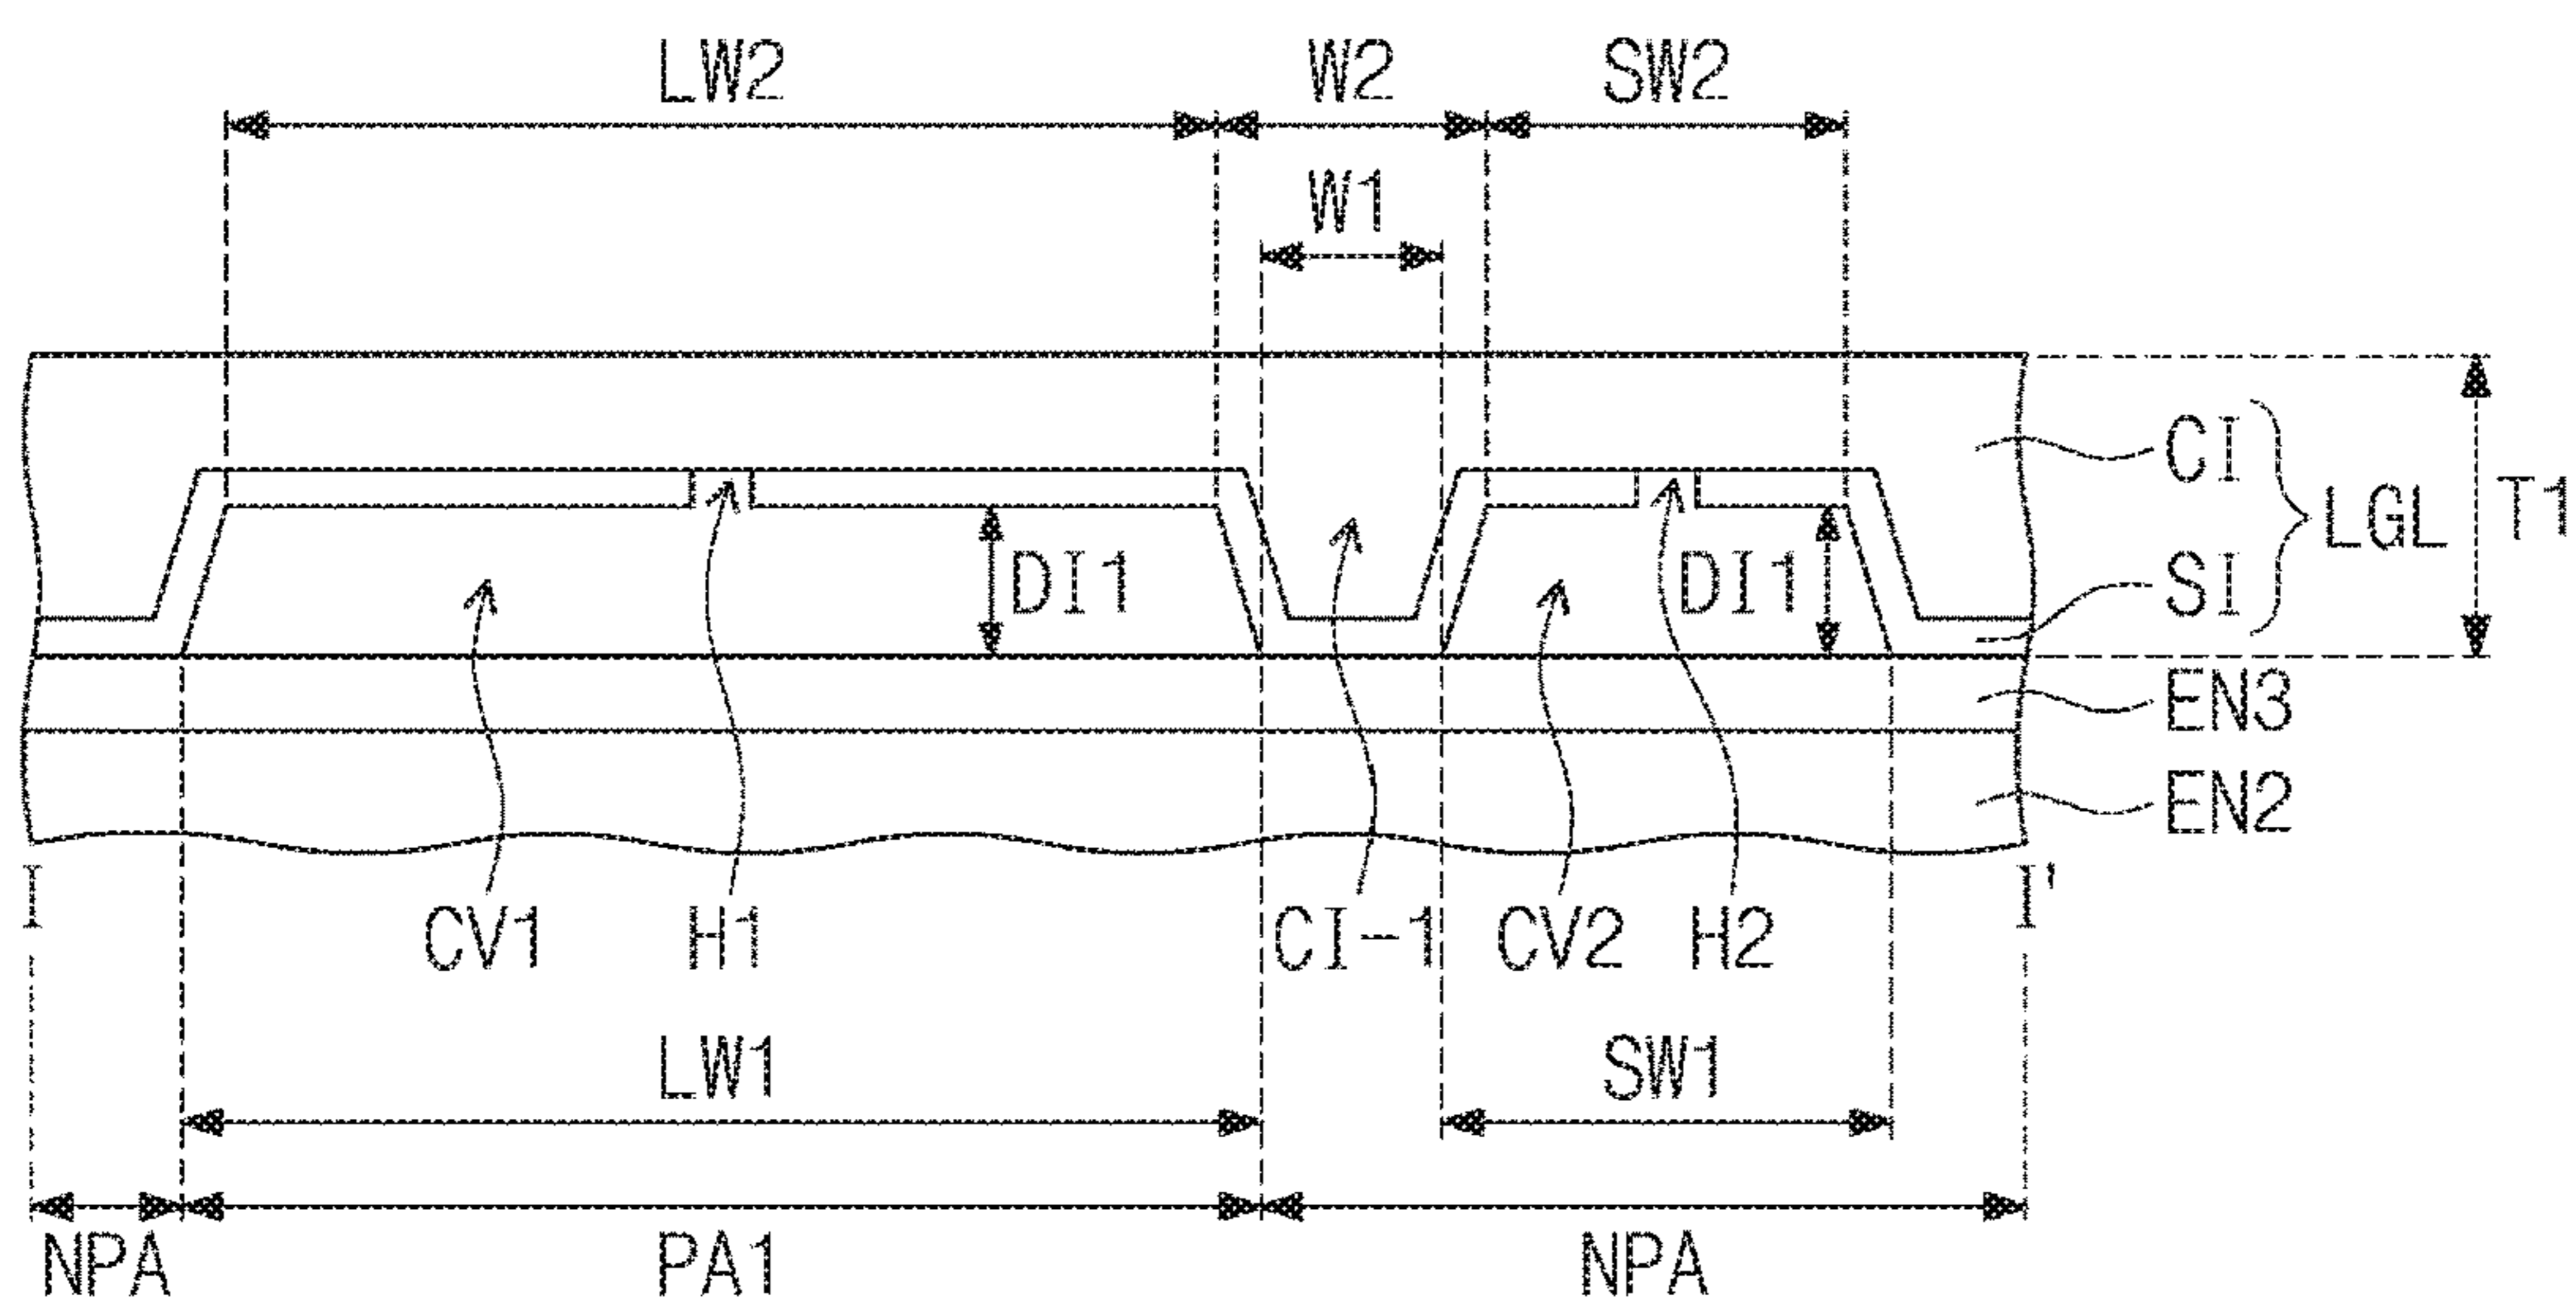 LW2 W2 SW2
W1
CI
LGL T1
DI1 DI1 SI
EN3
EN2
I I'
CV1 H1 CI-1 CV2 H2
LW1 SW1
NPA PA1 NPA